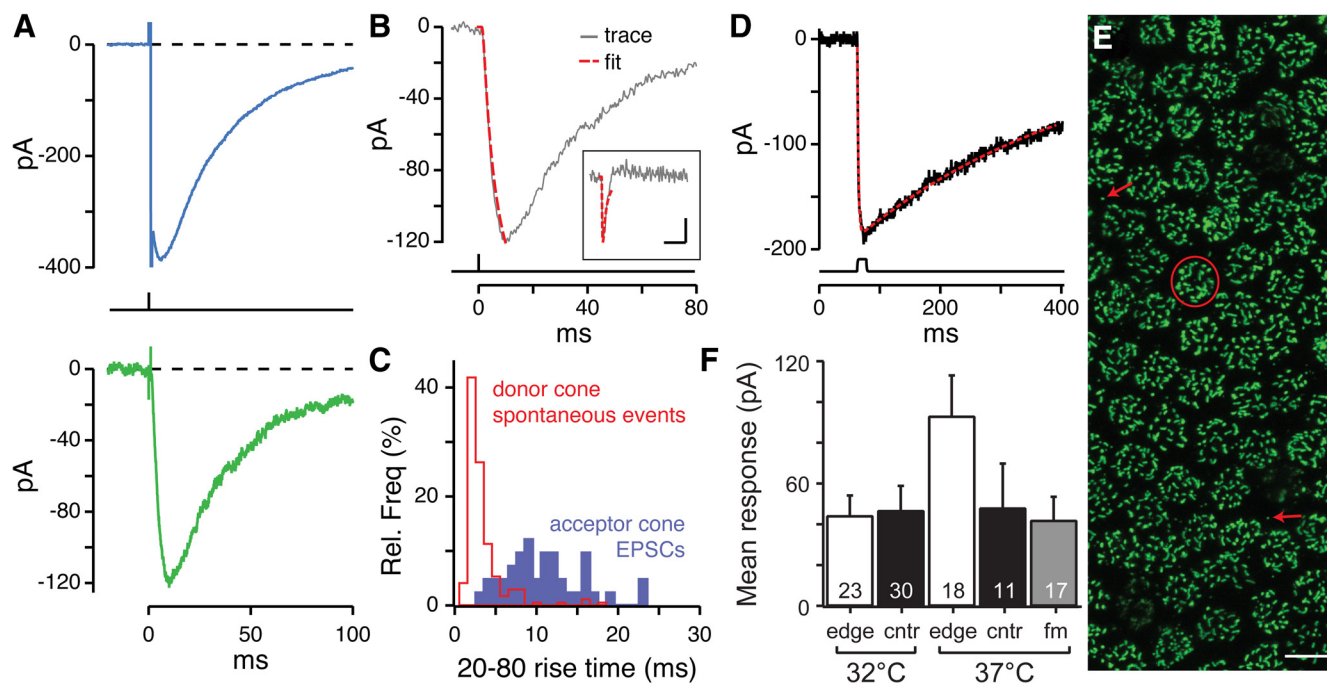 A
0
-200
-400
pA
0
-40
-80
-120
pA
0
50
100
ms
B
0
-40
-80
-120
pA
trace
fit
0
40
80
ms
C
40
20
0
Rel. Freq (%)
donor cone
spontaneous events
acceptor cone
EPSCs
0
10
20
30
20-80 rise time (ms)
D
0
-100
-200
pA
0
200
400
ms
E
F
120
60
0
Mean response (pA)
23
30
18
11
17
edge
cntr
edge
cntr
fm
32°C
37°C